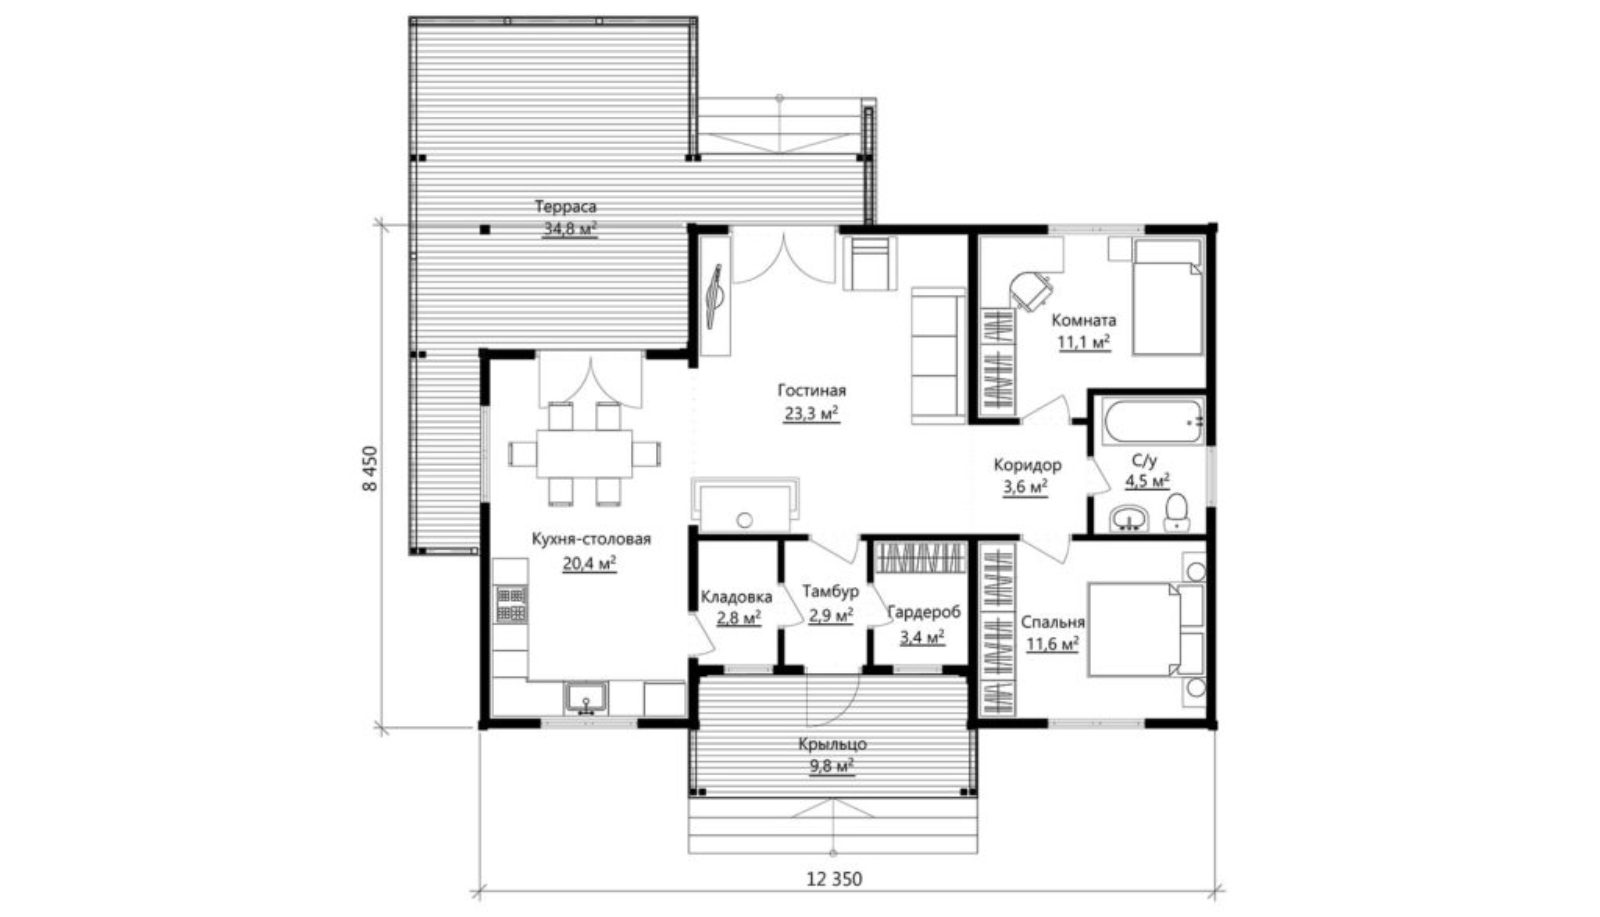 Терраса
34,8 м²
Комната
11,1 м²
Гостиная
23,3 м²
8 450
Коридор
3,6 м²
С/у
4,5 м²
Кухня-столовая
20,4 м²
Кладовка
2,8 м²
Тамбур
2,9 м²
Гардероб
3,4 м²
Спальня
11,6 м²
Крыльцо
9,8 м²
12 350